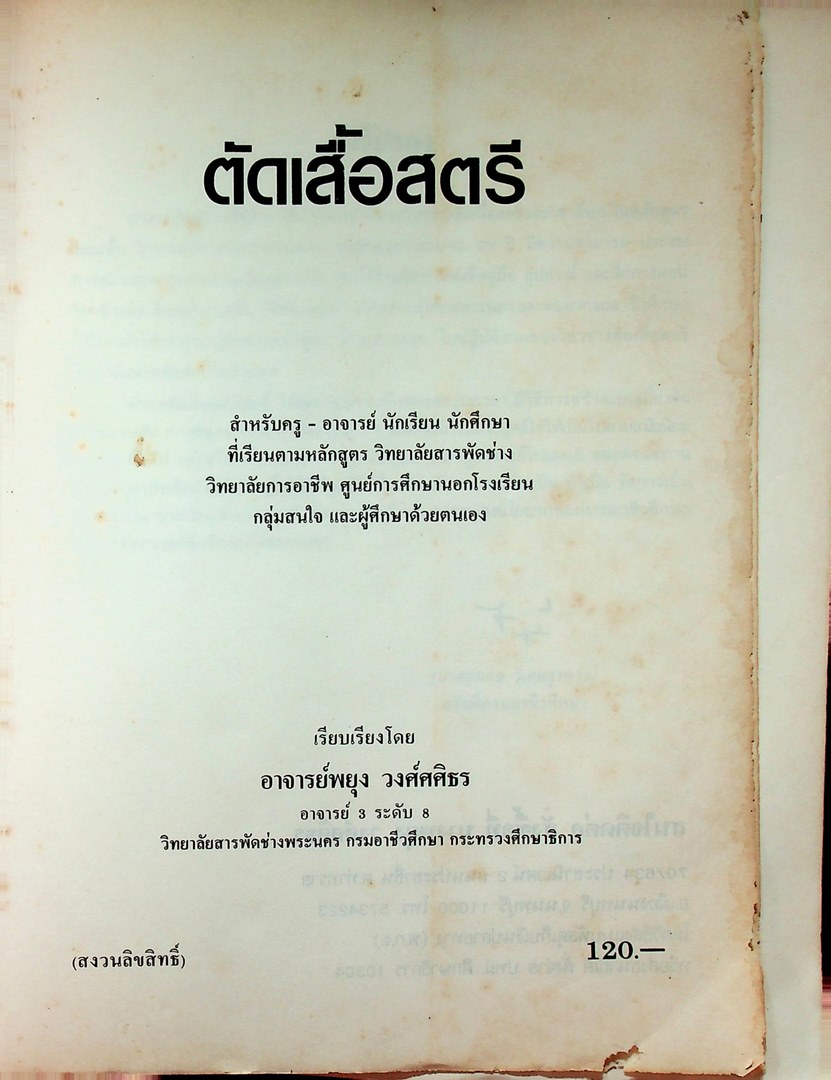 ตัดเสื้อสตรี
สำหรับครู - อาจารย์ นักเรียน นักศึกษา
ที่เรียนตามหลักสูตร วิทยาลัยสารพัดช่าง
วิทยาลัยการอาชีพ ศูนย์การศึกษานอกโรงเรียน
กลุ่มสนใจ และผู้ศึกษาด้วยตนเอง
เรียบเรียงโดย
อาจารย์พยุง วงศ์ศศิธร
อาจารย์ 3 ระดับ 8
วิทยาลัยสารพัดช่างพระนคร กรมอาชีวศึกษา กระทรวงศึกษาธิการ
(สงวนลิขสิทธิ์)
120.—